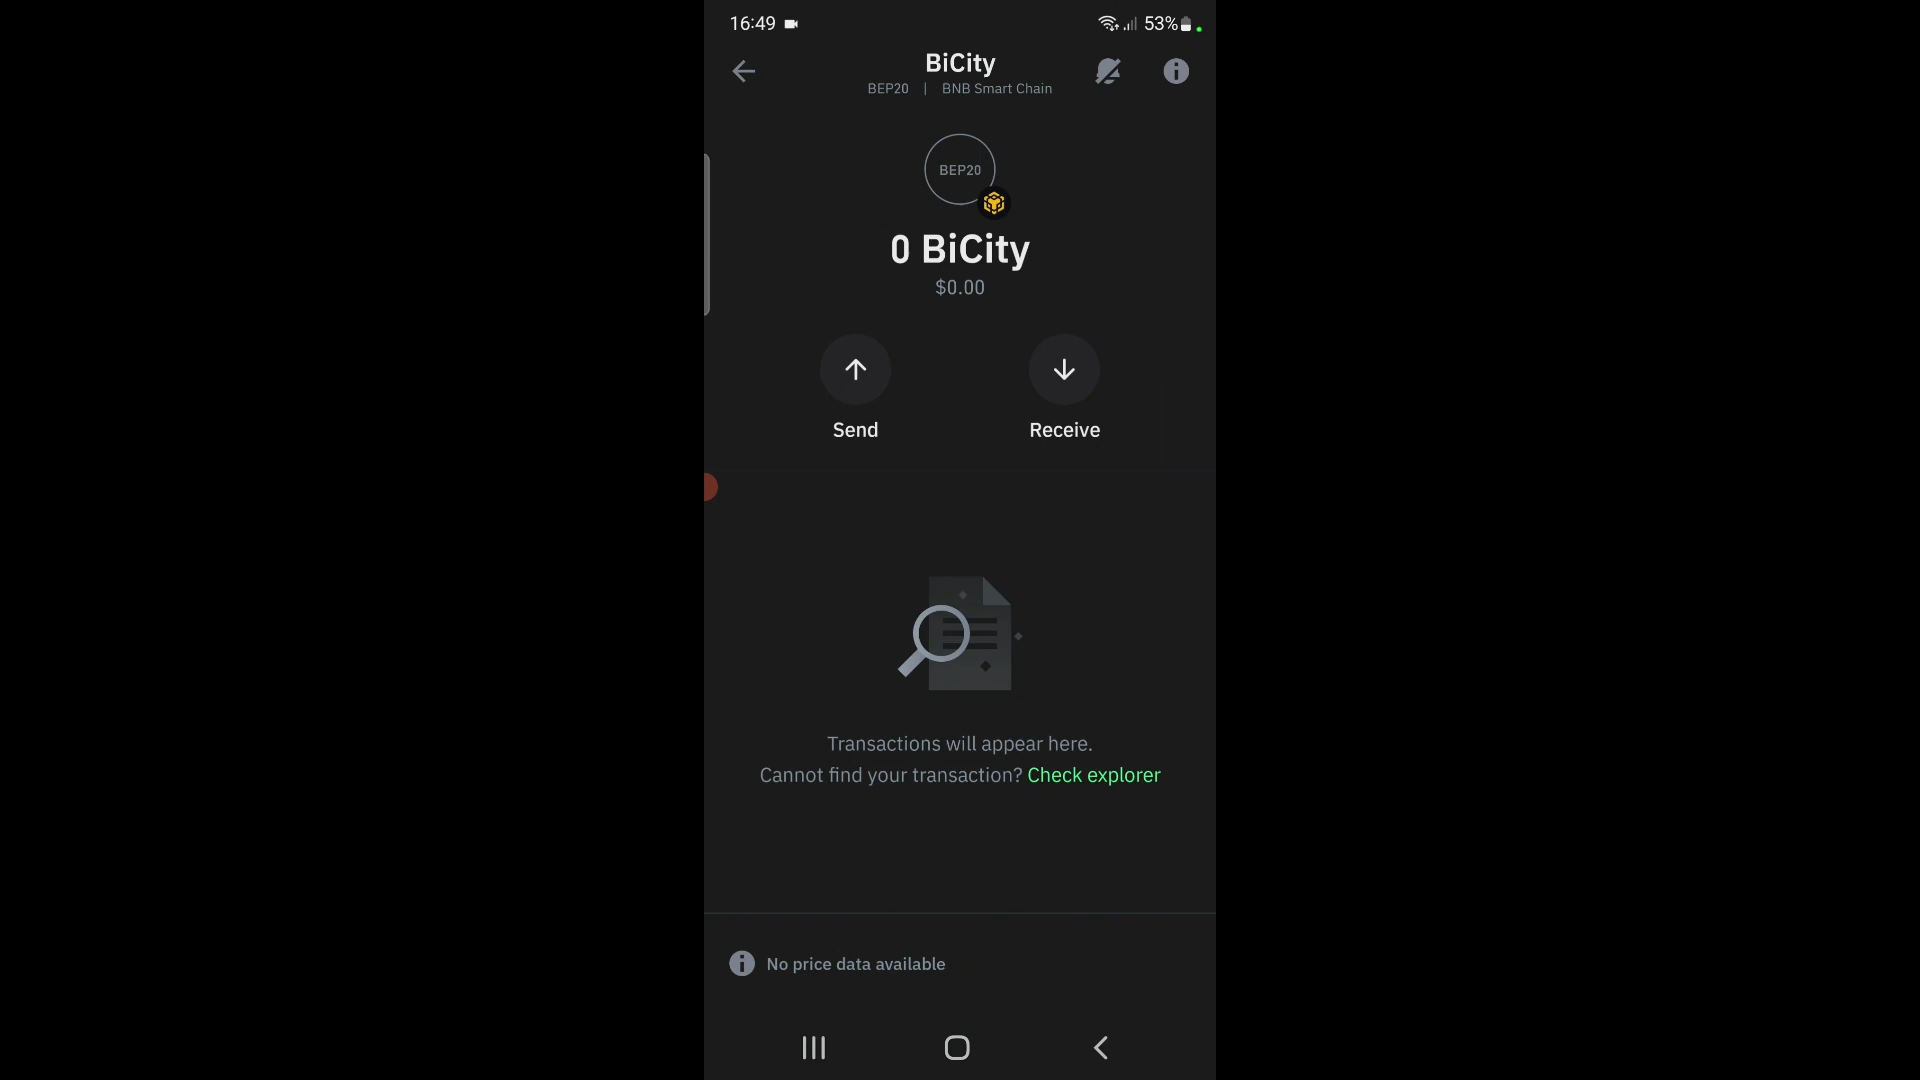 16:49
53%
BiCity
BEP20 | BNB Smart Chain
BEP20
0 BiCity
$0.00
Send
Receive
Transactions will appear here.
Cannot find your transaction? Check explorer
No price data available